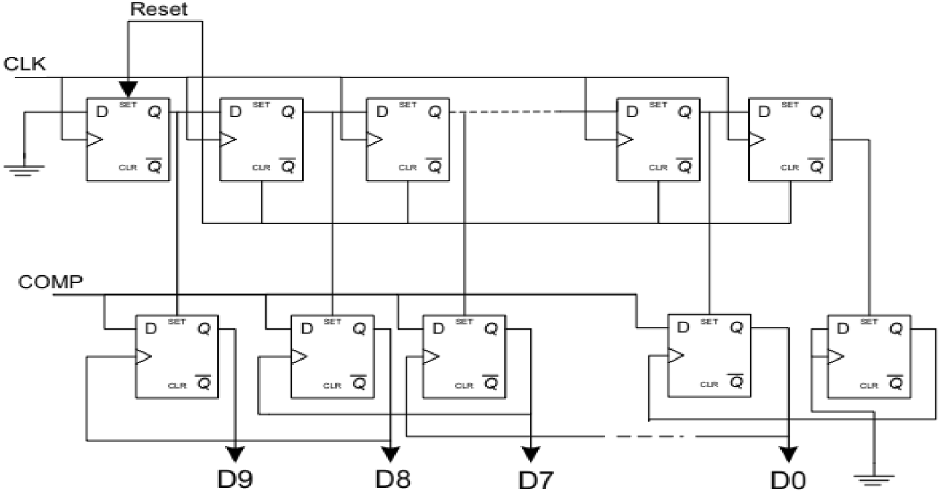 Reset
CLK
D SET Q D SET Q D SET Q D SET Q D SET Q
CLR Q̅ CLR Q̅ CLR Q̅ CLR Q̅ CLR Q̅
COMP
D SET Q D SET Q D SET Q D SET Q D SET Q
CLR Q̅ CLR Q̅ CLR Q̅ CLR Q̅ CLR Q̅
D9 D8 D7 D0